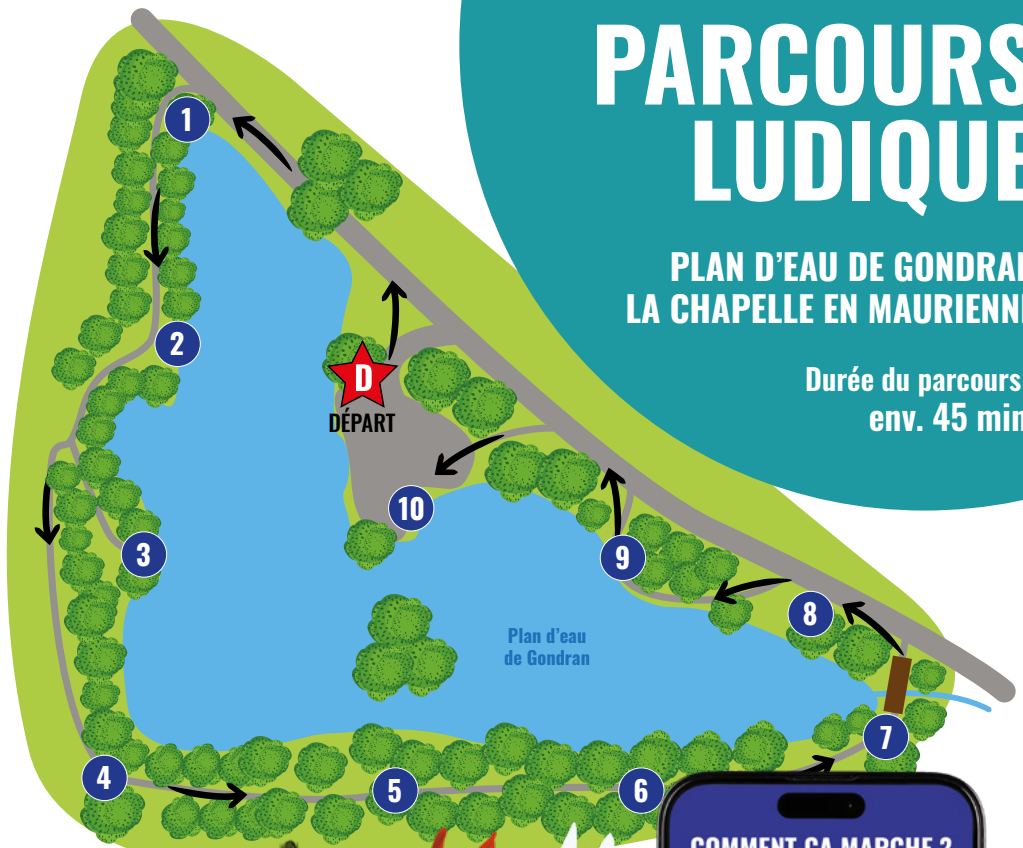 PARCOURS
LUDIQUE
PLAN D'EAU DE GONDRAN
LA CHAPELLE EN MAURIENN
Durée du parcours
env. 45 min
1
2
D
DÉPART
10
3
9
8
Plan d'eau
de Gondran
7
4
5
6
COMMENT ÇA MARCHE ?